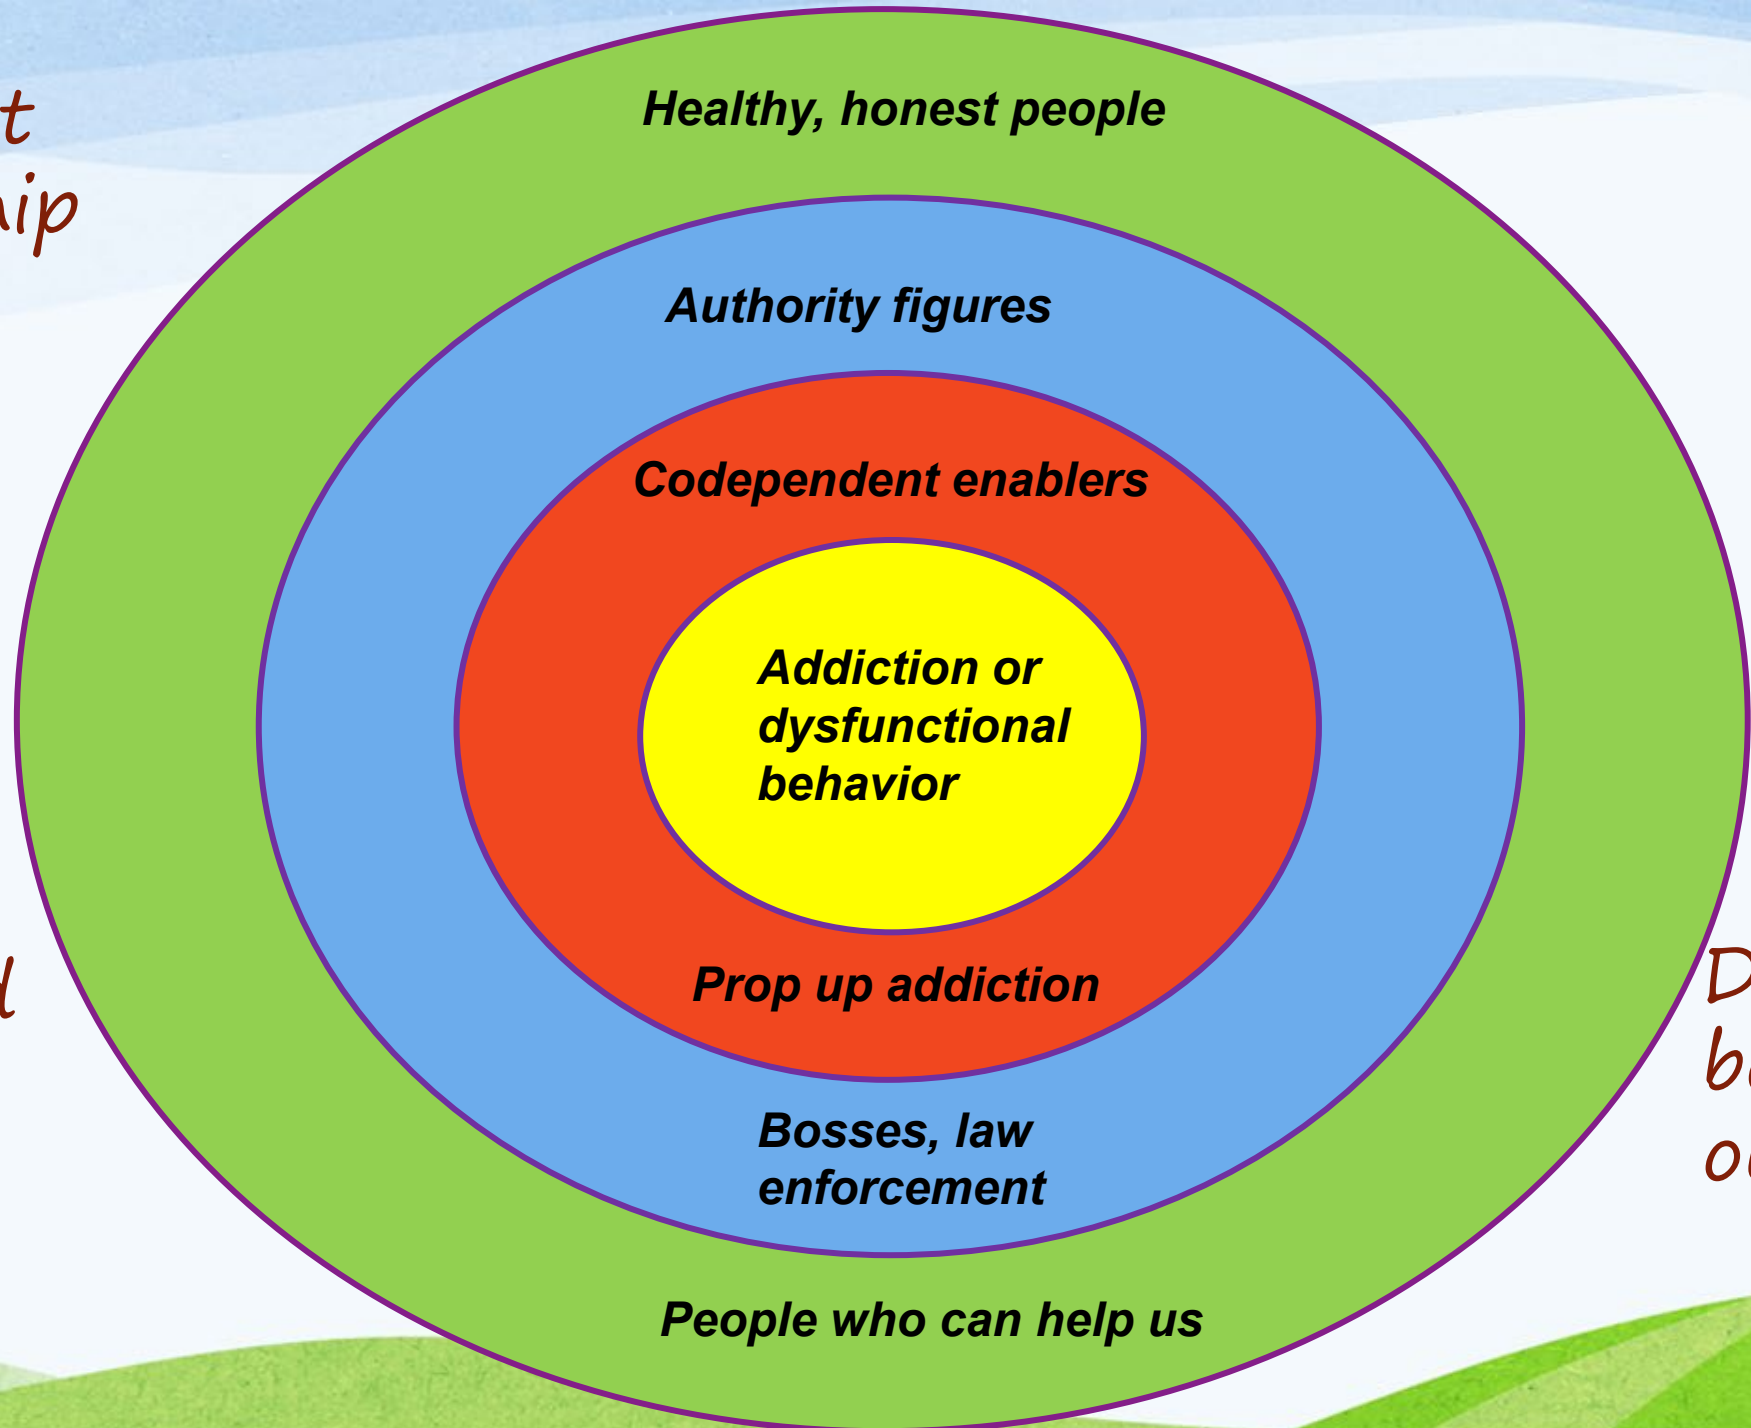 Healthy, honest people
Authority figures
Codependent enablers
Addiction or
dysfunctional
behavior
Prop up addiction
Bosses, law
enforcement
People who can help us